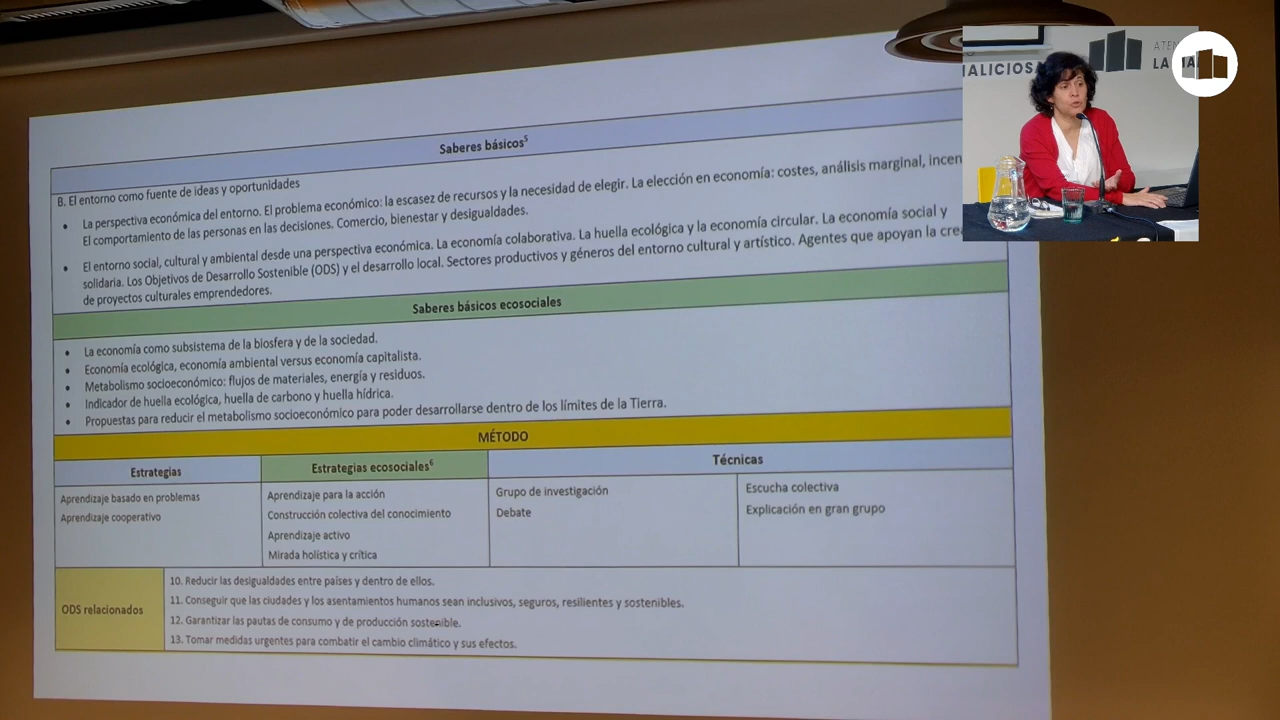 Saberes básicos5
B. El entorno como fuente de ideas y oportunidades
• La perspectiva económica del entorno. El problema económico: la escasez de recursos y la necesidad de elegir. La elección en economía: costes, análisis marginal, incen
El comportamiento de las personas en las decisiones. Comercio, bienestar y desigualdades.
• El entorno social, cultural y ambiental desde una perspectiva económica. La economía colaborativa. La huella ecológica y la economía circular. La economía social y
solidaria. Los Objetivos de Desarrollo Sostenible (ODS) y el desarrollo local. Sectores productivos y géneros del entorno cultural y artístico. Agentes que apoyan la crea
de proyectos culturales emprendedores.
Saberes básicos ecosociales
• La economía como subsistema de la biosfera y de la sociedad.
• Economía ecológica, economía ambiental versus economía capitalista.
• Metabolismo socioeconómico: flujos de materiales, energía y residuos.
• Indicador de huella ecológica, huella de carbono y huella hídrica.
• Propuestas para reducir el metabolismo socioeconómico para poder desarrollarse dentro de los límites de la Tierra.
MÉTODO
Estrategias
Estrategias ecosociales6
Técnicas
Aprendizaje basado en problemas
Aprendizaje cooperativo
Aprendizaje para la acción
Construcción colectiva del conocimiento
Aprendizaje activo
Mirada holística y crítica
Grupo de investigación
Debate
Escucha colectiva
Explicación en gran grupo
ODS relacionados
10. Reducir las desigualdades entre países y dentro de ellos.
11. Conseguir que las ciudades y los asentamientos humanos sean inclusivos, seguros, resilientes y sostenibles.
12. Garantizar las pautas de consumo y de producción sostenible.
13. Tomar medidas urgentes para combatir el cambio climático y sus efectos.
MALICIOSA
ATEN
LA MA